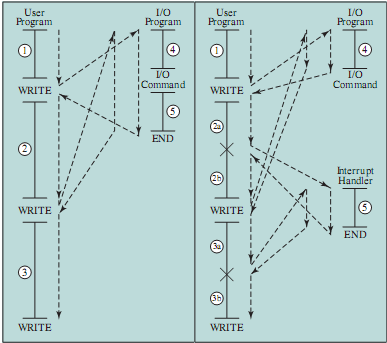 User
Program
I/O
Program
1
4
I/O
Command
WRITE
5
END
2
WRITE
3
WRITE
User
Program
I/O
Program
1
4
I/O
Command
WRITE
2a
2b
Interrupt
Handler
WRITE
5
END
3a
3b
WRITE